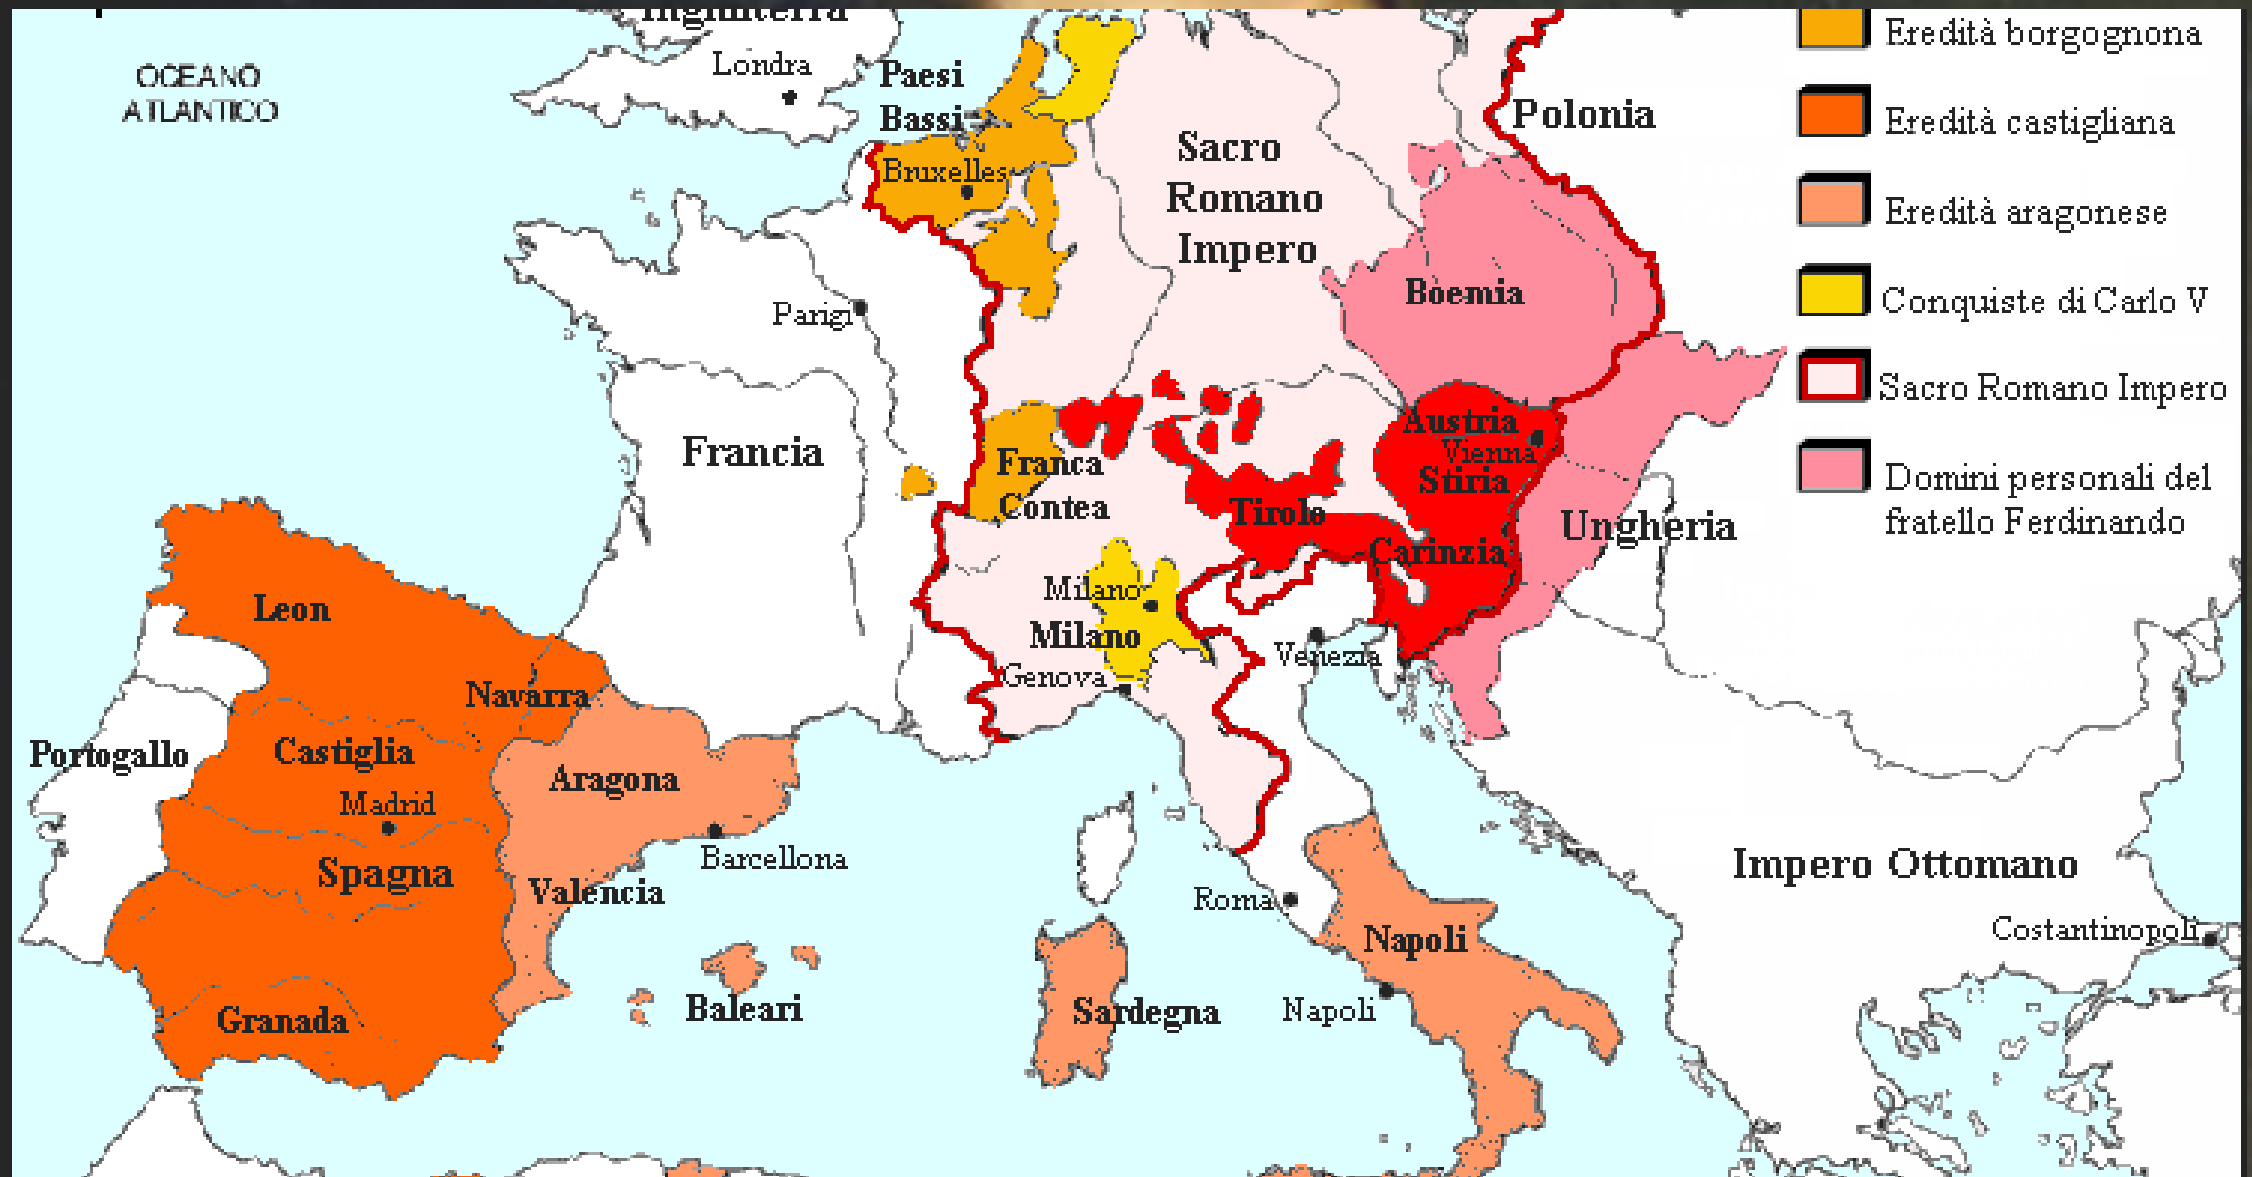 Inghilterra
Londra
OCEANO
ATLANTICO
Paesi
Bassi
Bruxelles
Sacro
Romano
Impero
Polonia
Boemia
Parigi
Francia
Franca
Contea
Austria
Vienna
Stiria
Tirolo
Carinzia
Ungheria
Milano
Milano
Genova
Venezia
Leon
Navarra
Portogallo
Castiglia
Madrid
Aragona
Spagna
Barcellona
Valencia
Granada
Baleari
Sardegna
Roma
Napoli
Napoli
Impero Ottomano
Costantinopoli
Eredità borgognona
Eredità castigliana
Eredità aragonese
Conquiste di Carlo V
Sacro Romano Impero
Domini personali del
fratello Ferdinando